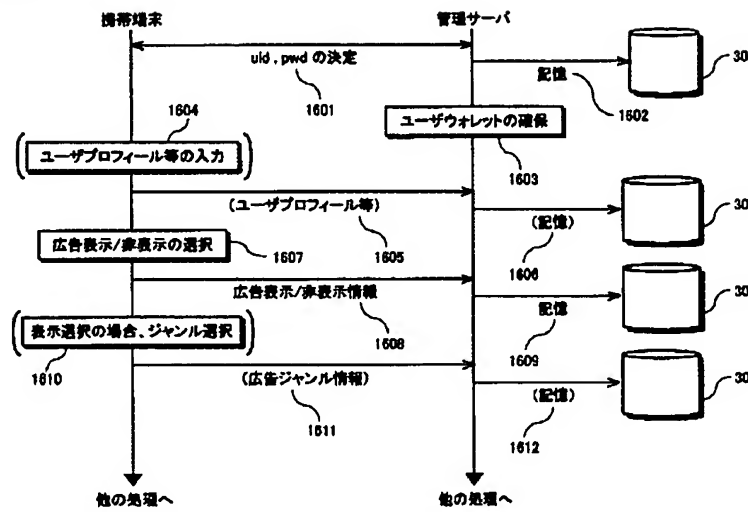 携帯端末
管理サーバ
uid,pwd の決定
1601
記憶
1602
30
1604
ユーザウォレットの確保
1603
(ユーザプロフィール等の入力)
(ユーザプロフィール等)
1605
(記憶)
1606
30
広告表示/非表示の選択
1607
広告表示/非表示情報
1608
記憶
1609
30
(表示選択の場合、ジャンル選択)
1610
(広告ジャンル情報)
1611
(記憶)
1612
30
他の処理へ
他の処理へ